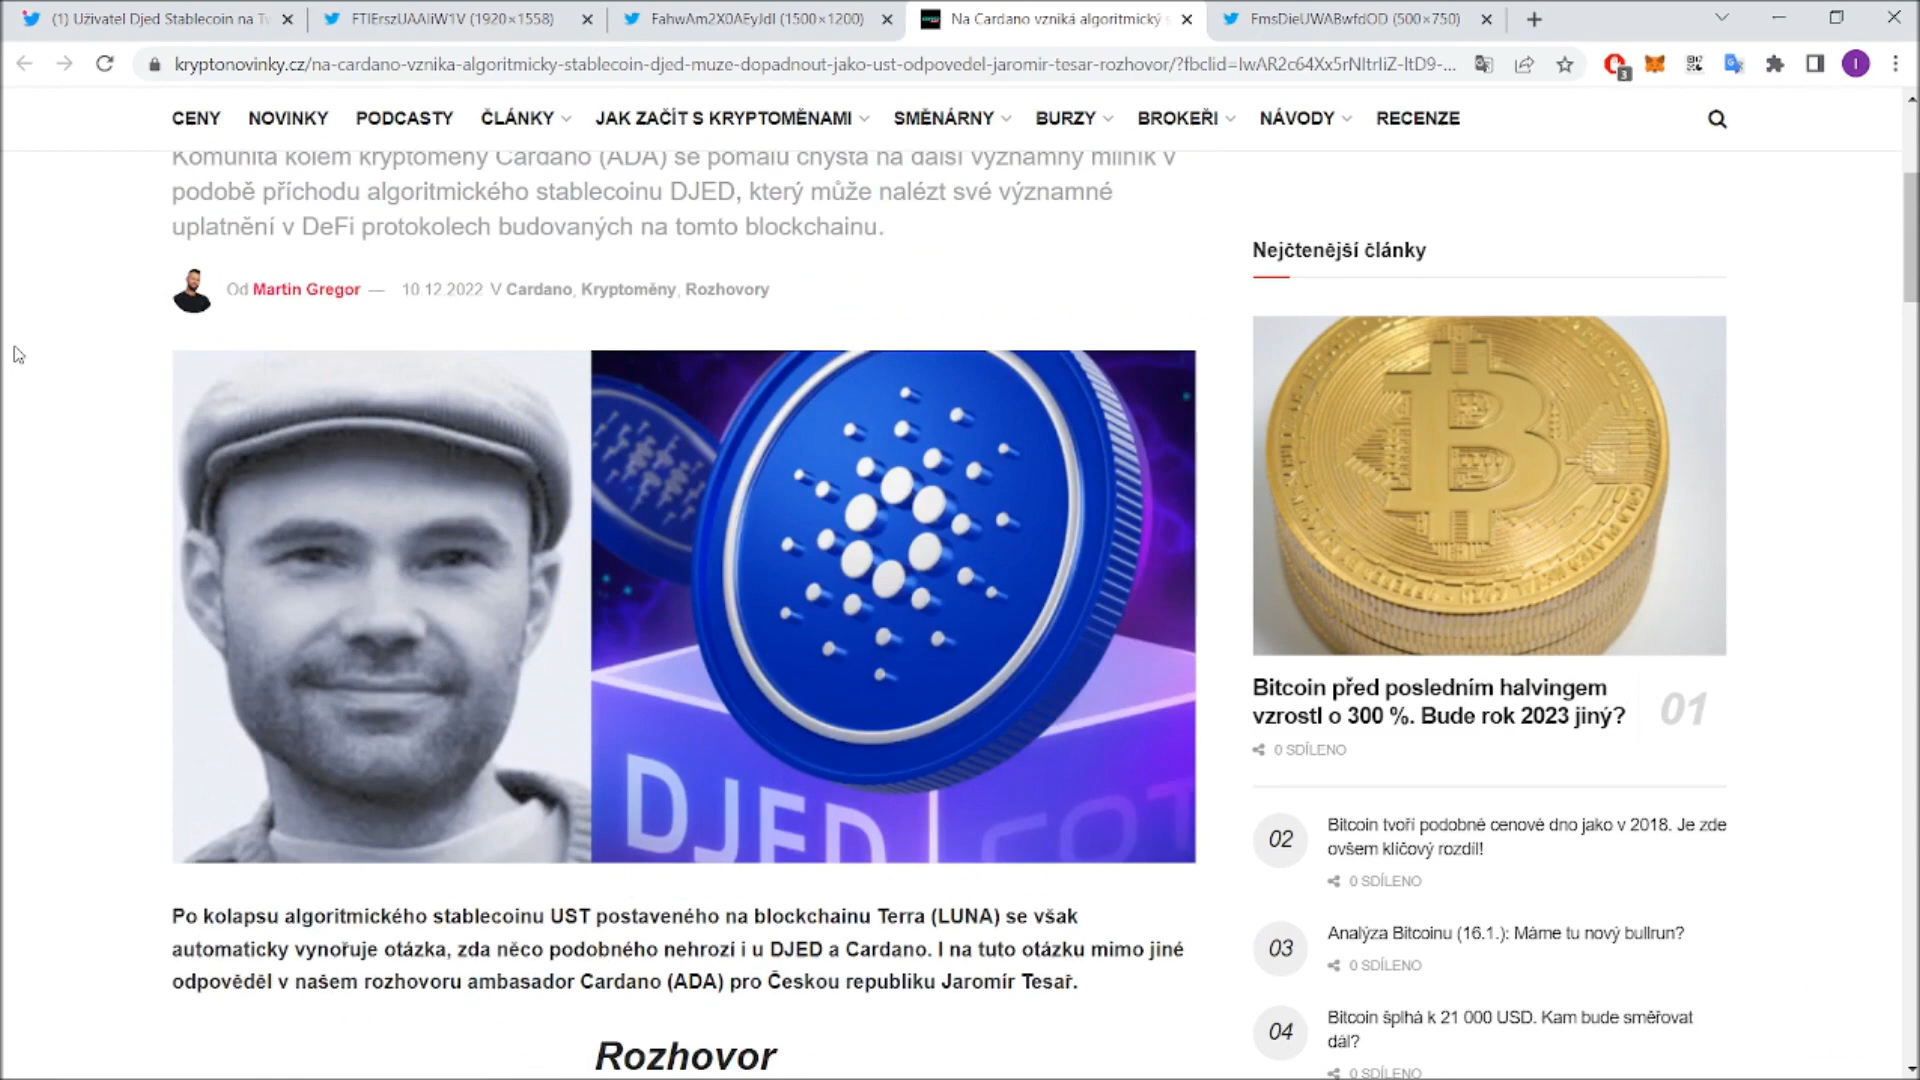 (1) Uživatel Djed Stablecoin na Tw
FTlErszUAAIiW1V (1920×1558)
FahwAm2X0AEyJdI (1500×1200)
Na Cardano vzniká algoritmický s
FmsDieUWABwfdOD (500×750)
kryptonovinky.cz/na-cardano-vznika-algoritmicky-stablecoin-djed-muze-dopadnout-jako-ust-odpovedel-jaromir-tesar-rozhovor/?fbclid=IwAR2c64Xx5rNItrIiZ-ltD9-...
3
I
CENY NOVINKY PODCASTY ČLÁNKY JAK ZAČÍT S KRYPTOMĚNAMI SMĚNÁRNY BURZY BROKEŘI NÁVODY RECENZE
Komunita kolem kryptoměny Cardano (ADA) se pomalu chystá na další významný milník v
podobě příchodu algoritmického stablecoinu DJED, který může nalézt své významné
uplatnění v DeFi protokolech budovaných na tomto blockchainu.
Od Martin Gregor — 10.12.2022 V Cardano, Kryptoměny, Rozhovory
DJED
COT
Po kolapsu algoritmického stablecoinu UST postaveného na blockchainu Terra (LUNA) se však
automaticky vynořuje otázka, zda něco podobného nehrozí i u DJED a Cardano. I na tuto otázku mimo jiné
odpověděl v našem rozhovoru ambasador Cardano (ADA) pro Českou republiku Jaromír Tesař.
Rozhovor
Nejčtenější články
Bitcoin před posledním halvingem
vzrostl o 300 %. Bude rok 2023 jiný?
01
0 SDÍLENO
02
Bitcoin tvoří podobné cenové dno jako v 2018. Je zde
ovšem klíčový rozdíl!
0 SDÍLENO
03
Analýza Bitcoinu (16.1.): Máme tu nový bullrun?
0 SDÍLENO
04
Bitcoin šplhá k 21 000 USD. Kam bude směřovat
dál?
0 SDÍLENO